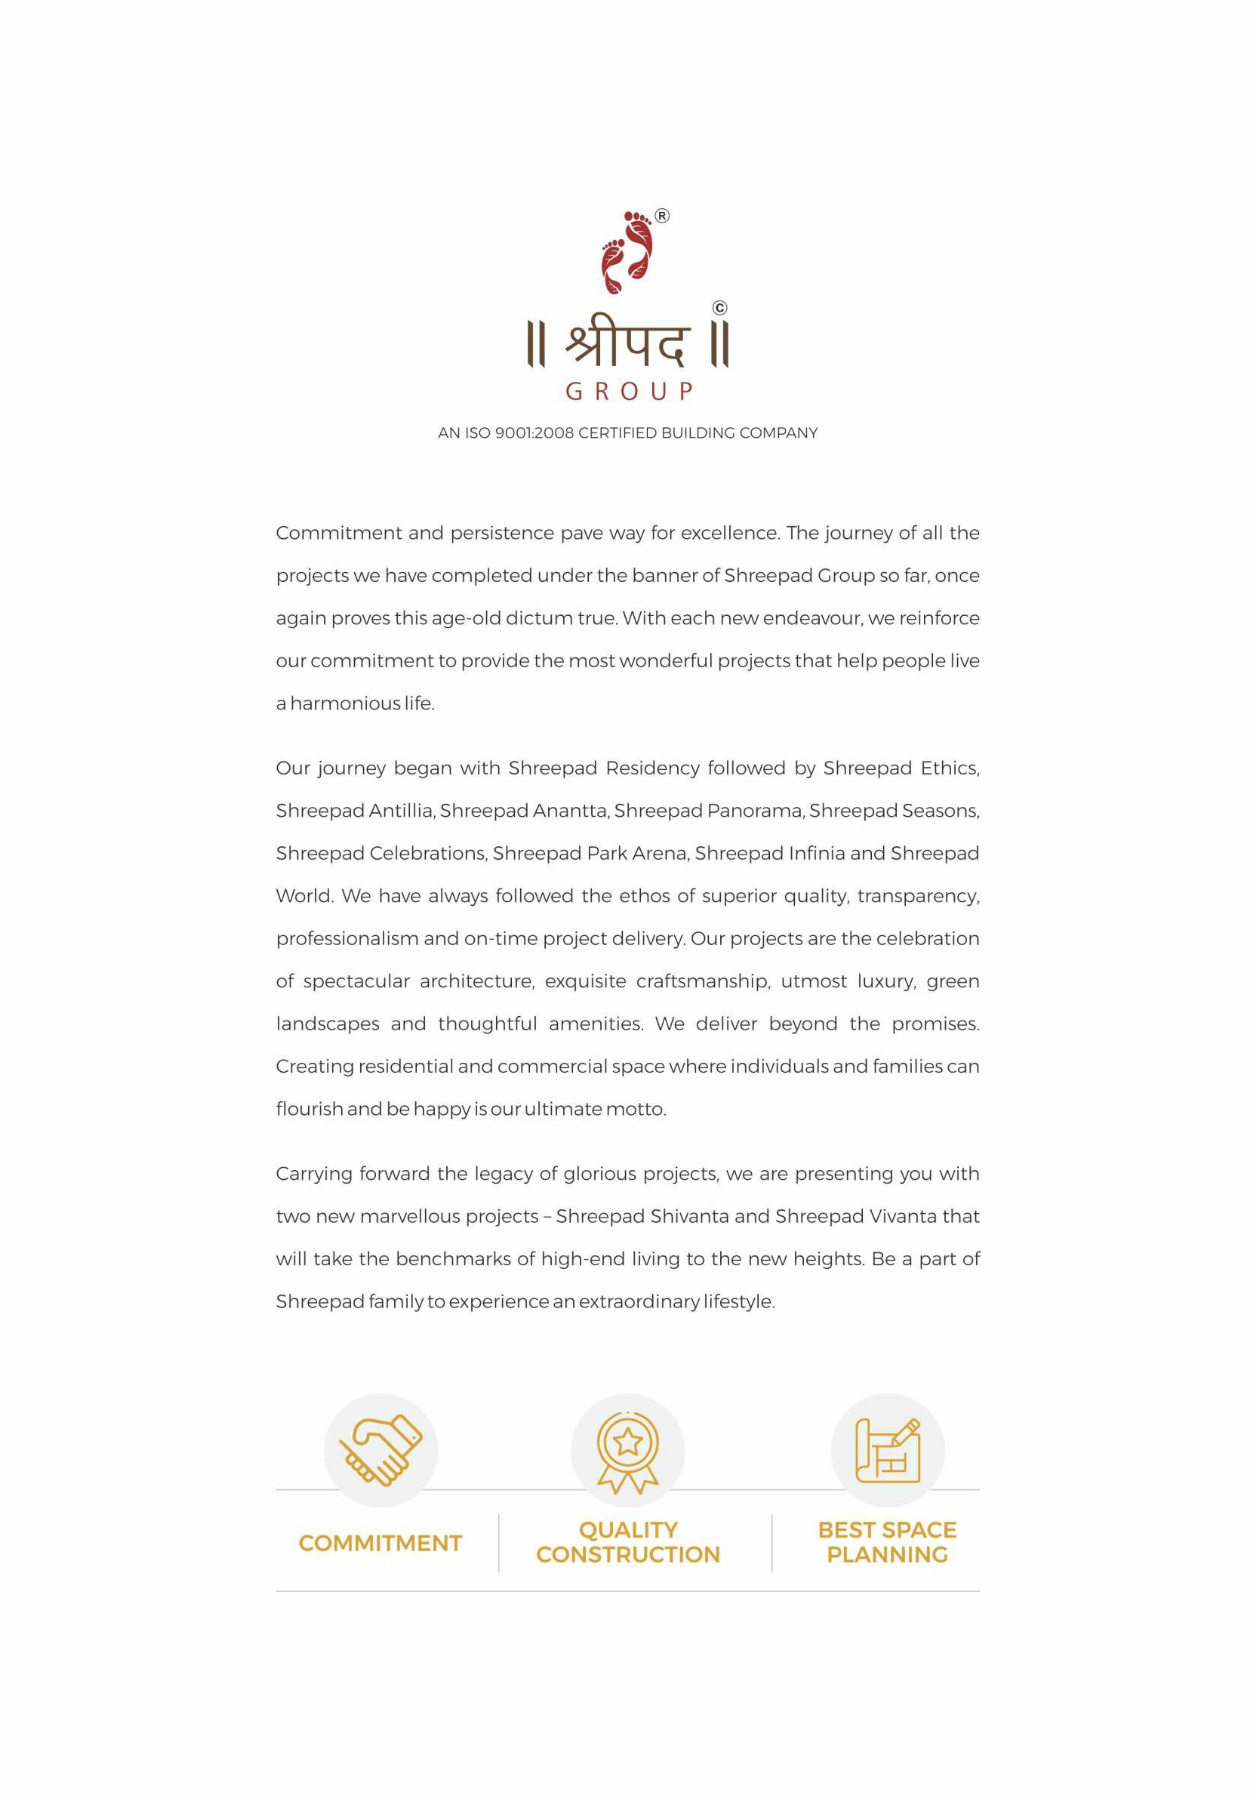 ®
©
॥ श्रीपद ॥
GROUP
AN ISO 9001:2008 CERTIFIED BUILDING COMPANY
Commitment and persistence pave way for excellence. The journey of all the
projects we have completed under the banner of Shreepad Group so far, once
again proves this age-old dictum true. With each new endeavour, we reinforce
our commitment to provide the most wonderful projects that help people live
a harmonious life.
Our journey began with Shreepad Residency followed by Shreepad Ethics,
Shreepad Antillia, Shreepad Anantta, Shreepad Panorama, Shreepad Seasons,
Shreepad Celebrations, Shreepad Park Arena, Shreepad Infinia and Shreepad
World. We have always followed the ethos of superior quality, transparency,
professionalism and on-time project delivery. Our projects are the celebration
of spectacular architecture, exquisite craftsmanship, utmost luxury, green
landscapes and thoughtful amenities. We deliver beyond the promises.
Creating residential and commercial space where individuals and families can
flourish and be happy is our ultimate motto.
Carrying forward the legacy of glorious projects, we are presenting you with
two new marvellous projects – Shreepad Shivanta and Shreepad Vivanta that
will take the benchmarks of high-end living to the new heights. Be a part of
Shreepad family to experience an extraordinary lifestyle.
COMMITMENT
QUALITY
CONSTRUCTION
BEST SPACE
PLANNING